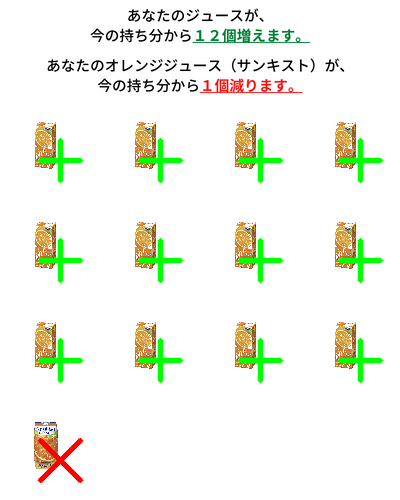 あなたのジュースが、
今の持ち分から１２個増えます。
あなたのオレンジジュース（サンキスト）が、
今の持ち分から１個減ります。